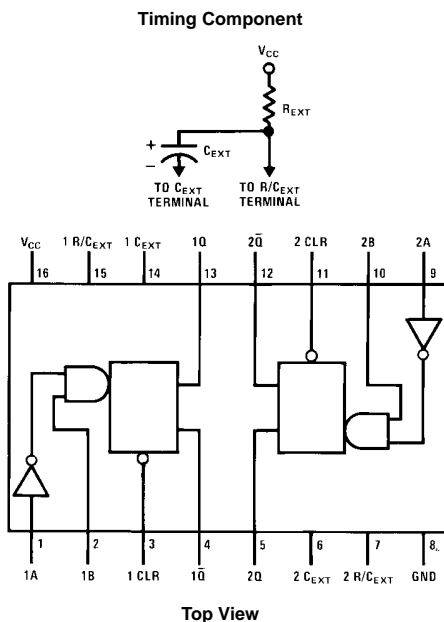 Timing Component
VCC
REXT
+
CEXT
−
TO CEXT
TERMINAL
TO R/CEXT
TERMINAL
VCC 1 R/CEXT 1 CEXT 1Q 2Q̅ 2 CLR 2B 2A
16 15 14 13 12 11 10 9
1 2 3 4 5 6 7 8
1A 1B 1 CLR 1Q̅ 2Q 2 CEXT 2 R/CEXT GND
Top View